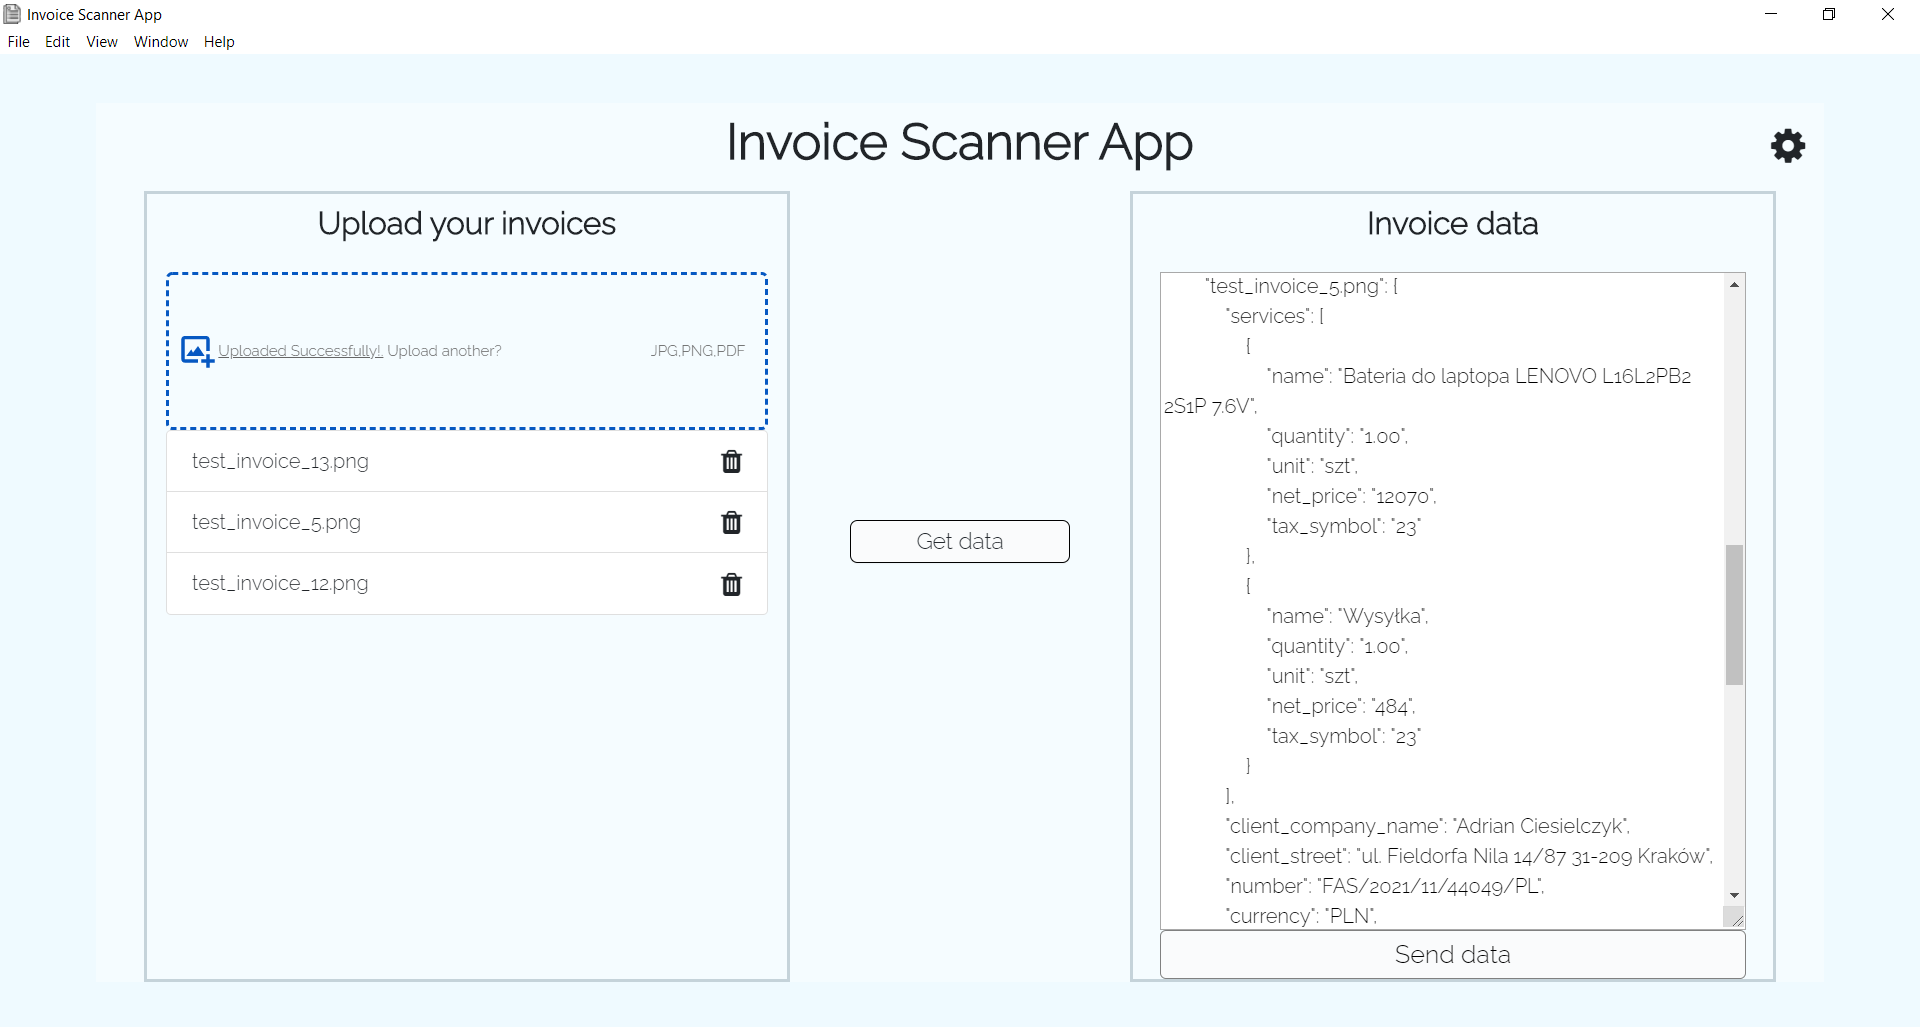 Invoice Scanner App
File Edit View Window Help
Invoice Scanner App
Upload your invoices
Uploaded Successfully!. Upload another? JPG,PNG,PDF
test_invoice_13.png
test_invoice_5.png
test_invoice_12.png
Get data
Invoice data
"test_invoice_5.png": {
"services": [
{
"name": "Bateria do laptopa LENOVO L16L2PB2
2S1P 7.6V",
"quantity": "1.00",
"unit": "szt",
"net_price": "12070",
"tax_symbol": "23"
},
{
"name": "Wysyłka",
"quantity": "1.00",
"unit": "szt",
"net_price": "484",
"tax_symbol": "23"
}
],
"client_company_name": "Adrian Ciesielczyk",
"client_street": "ul. Fieldorfa Nila 14/87 31-209 Kraków",
"number": "FAS/2021/11/44049/PL",
"currency": "PLN",
Send data